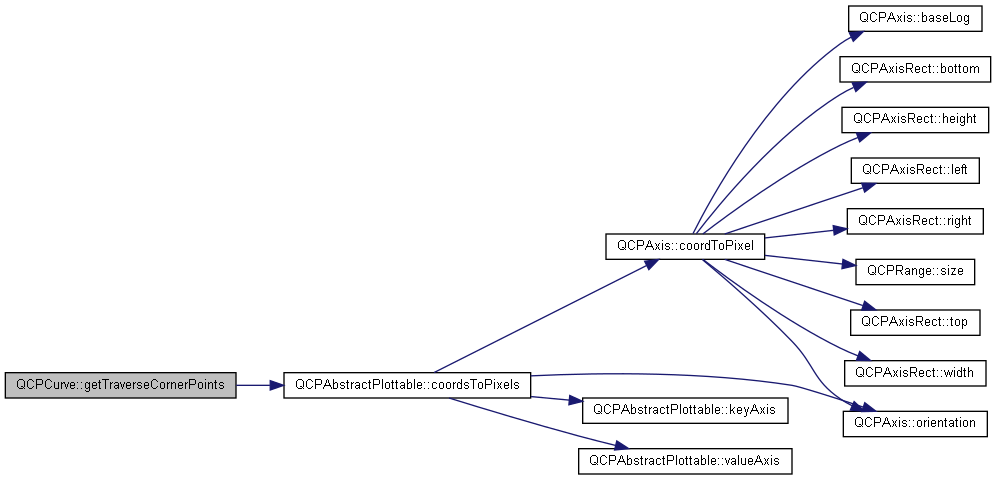 QCPAxis::baseLog
QCPAxisRect::bottom
QCPAxisRect::height
QCPAxisRect::left
QCPAxisRect::right
QCPAxis::coordToPixel
QCPRange::size
QCPAxisRect::top
QCPAxisRect::width
QCPCurve::getTraverseCornerPoints
QCPAbstractPlottable::coordsToPixels
QCPAbstractPlottable::keyAxis
QCPAxis::orientation
QCPAbstractPlottable::valueAxis